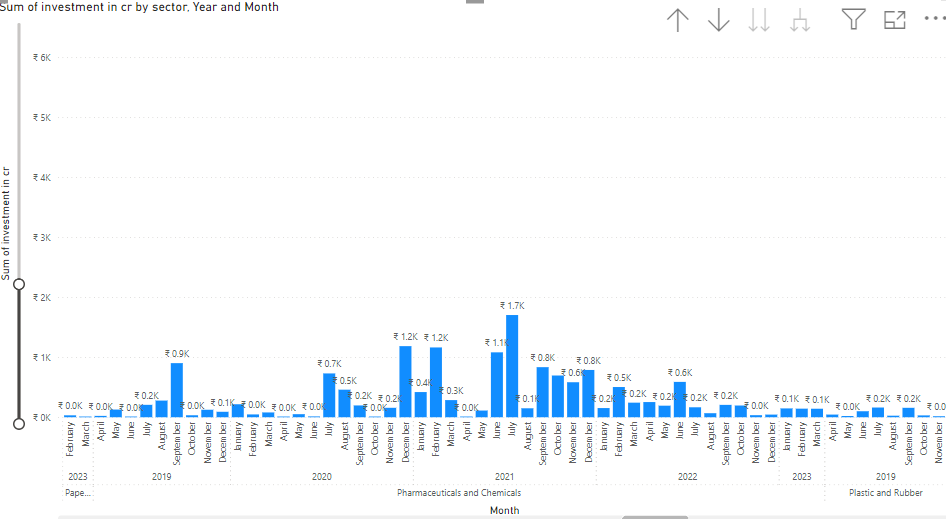 Sum of investment in cr by sector, Year and Month
₹ 6K
₹ 5K
₹ 4K
₹ 3K
₹ 2K
₹ 1K
₹ 0K
Sum of investment in cr
₹ 0.0K ₹ 0.0K ₹ 0.0K ₹ 0.2K ₹ 0.9K ₹ 0.0K ₹ 0.1K ₹ 0.0K ₹ 0.0K ₹ 0.0K ₹ 0.7K ₹ 0.5K ₹ 0.2K ₹ 0.0K ₹ 0.2K ₹ 1.2K ₹ 0.4K ₹ 1.2K ₹ 0.3K ₹ 0.0K ₹ 1.1K ₹ 1.7K ₹ 0.1K ₹ 0.8K ₹ 0.6K ₹ 0.8K ₹ 0.2K ₹ 0.5K ₹ 0.2K ₹ 0.2K ₹ 0.6K ₹ 0.2K ₹ 0.2K ₹ 0.0K ₹ 0.1K ₹ 0.1K ₹ 0.0K ₹ 0.2K ₹ 0.2K ₹ 0.0
February March April May June July August September October November December January February March April May June July August September October November December January February March April May June July August September October November December January February March April May June July August September October November December January February March April May June July August September October November
2023 2019 2020 2021 2022 2023 2019
Pape... Pharmaceuticals and Chemicals Plastic and Rubber
Month